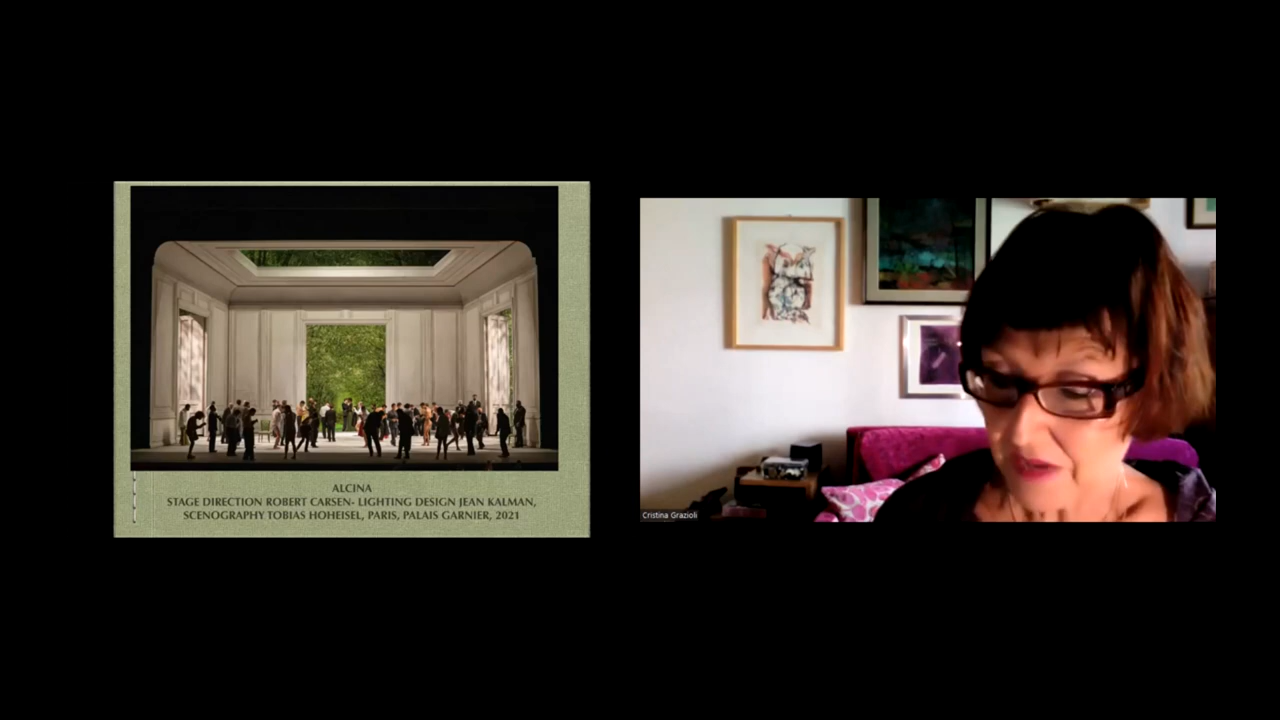 ALCINA
STAGE DIRECTION ROBERT CARSEN- LIGHTING DESIGN JEAN KALMAN,
SCENOGRAPHY TOBIAS HOHEISEL, PARIS, PALAIS GARNIER, 2021
Cristina Grazioli